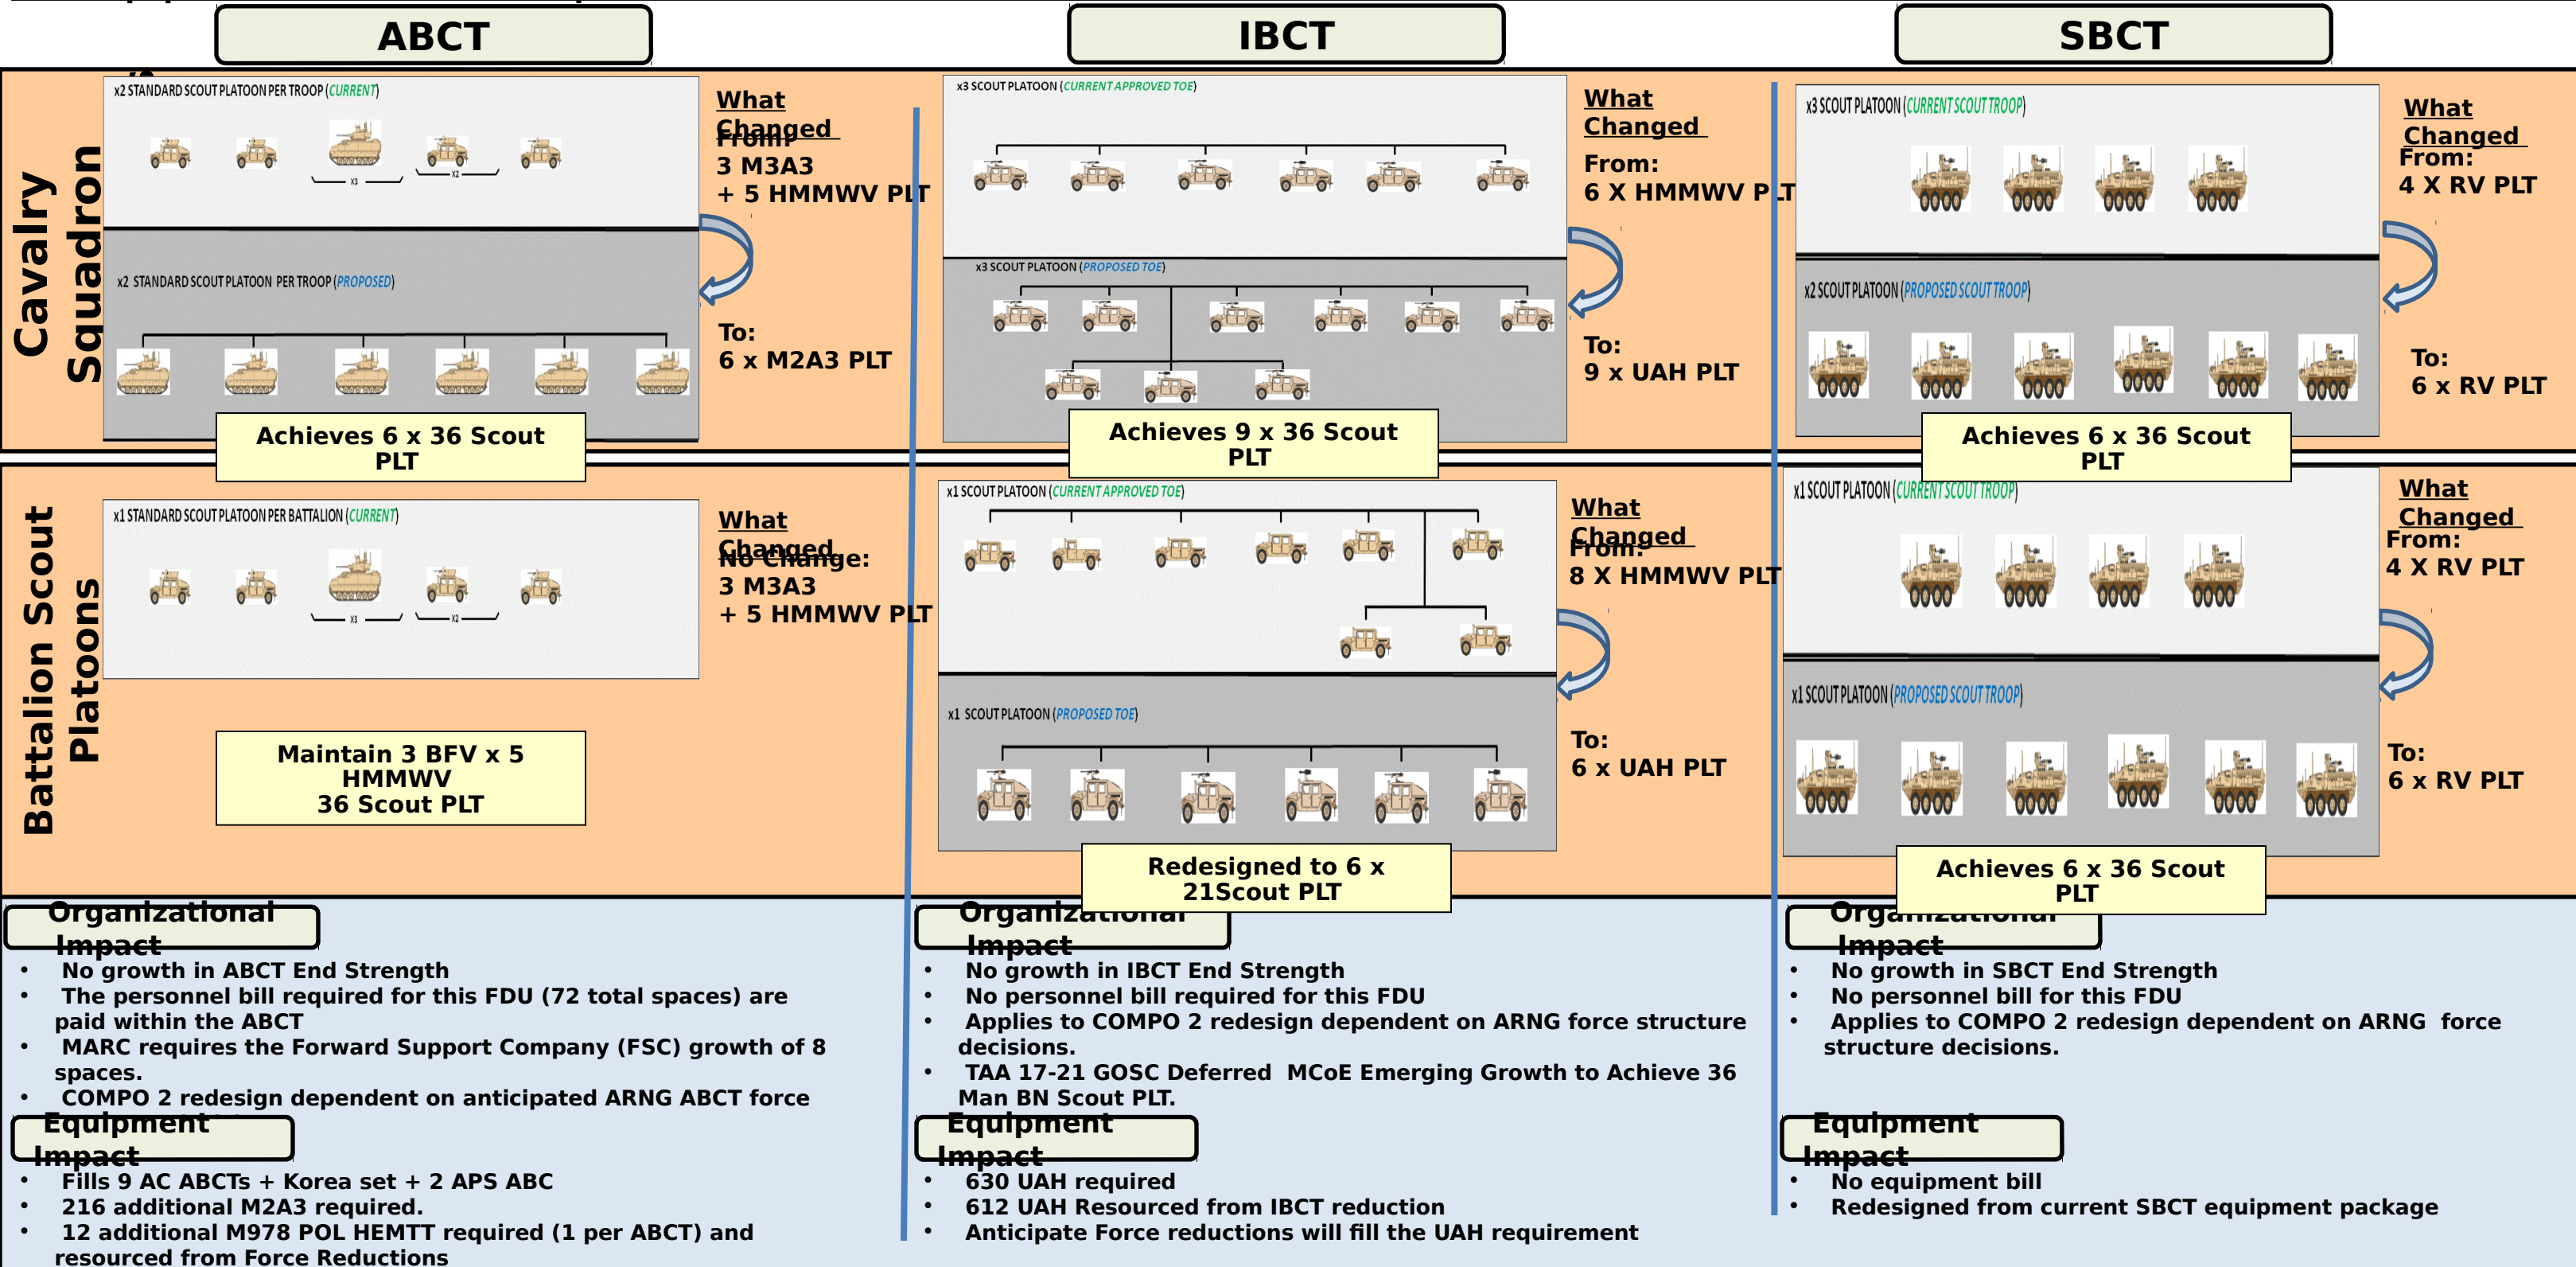 ABCT
IBCT
SBCT
Cavalry
Squadron
x2 STANDARD SCOUT PLATOON PER TROOP (CURRENT)
X3
X2
What
Changed
From:
3 M3A3
+ 5 HMMWV PLT
x2 STANDARD SCOUT PLATOON PER TROOP (PROPOSED)
To:
6 x M2A3 PLT
Achieves 6 x 36 Scout
PLT
x3 SCOUT PLATOON (CURRENT APPROVED TOE)
What
Changed
From:
6 X HMMWV PLT
x3 SCOUT PLATOON (PROPOSED TOE)
To:
9 x UAH PLT
Achieves 9 x 36 Scout
PLT
x3 SCOUT PLATOON (CURRENT SCOUT TROOP)
What
Changed
From:
4 X RV PLT
x2 SCOUT PLATOON (PROPOSED SCOUT TROOP)
To:
6 x RV PLT
Achieves 6 x 36 Scout
PLT
Battalion Scout
Platoons
x1 STANDARD SCOUT PLATOON PER BATTALION (CURRENT)
X3
X2
What
Changed
No Change:
3 M3A3
+ 5 HMMWV PLT
Maintain 3 BFV x 5
HMMWV
36 Scout PLT
x1 SCOUT PLATOON (CURRENT APPROVED TOE)
What
Changed
From:
8 X HMMWV PLT
x1 SCOUT PLATOON (PROPOSED TOE)
To:
6 x UAH PLT
Redesigned to 6 x
21Scout PLT
x1 SCOUT PLATOON (CURRENT SCOUT TROOP)
What
Changed
From:
4 X RV PLT
x1 SCOUT PLATOON (PROPOSED SCOUT TROOP)
To:
6 x RV PLT
Achieves 6 x 36 Scout
PLT
Organizational
Impact
• No growth in ABCT End Strength
• The personnel bill required for this FDU (72 total spaces) are
paid within the ABCT
• MARC requires the Forward Support Company (FSC) growth of 8
spaces.
• COMPO 2 redesign dependent on anticipated ARNG ABCT force
Equipment
Impact
• Fills 9 AC ABCTs + Korea set + 2 APS ABC
• 216 additional M2A3 required.
• 12 additional M978 POL HEMTT required (1 per ABCT) and
resourced from Force Reductions
Organizational
Impact
• No growth in IBCT End Strength
• No personnel bill required for this FDU
• Applies to COMPO 2 redesign dependent on ARNG force structure
decisions.
• TAA 17-21 GOSC Deferred MCoE Emerging Growth to Achieve 36
Man BN Scout PLT.
Equipment
Impact
• 630 UAH required
• 612 UAH Resourced from IBCT reduction
• Anticipate Force reductions will fill the UAH requirement
Organizational
Impact
• No growth in SBCT End Strength
• No personnel bill for this FDU
• Applies to COMPO 2 redesign dependent on ARNG force
structure decisions.
Equipment
Impact
• No equipment bill
• Redesigned from current SBCT equipment package